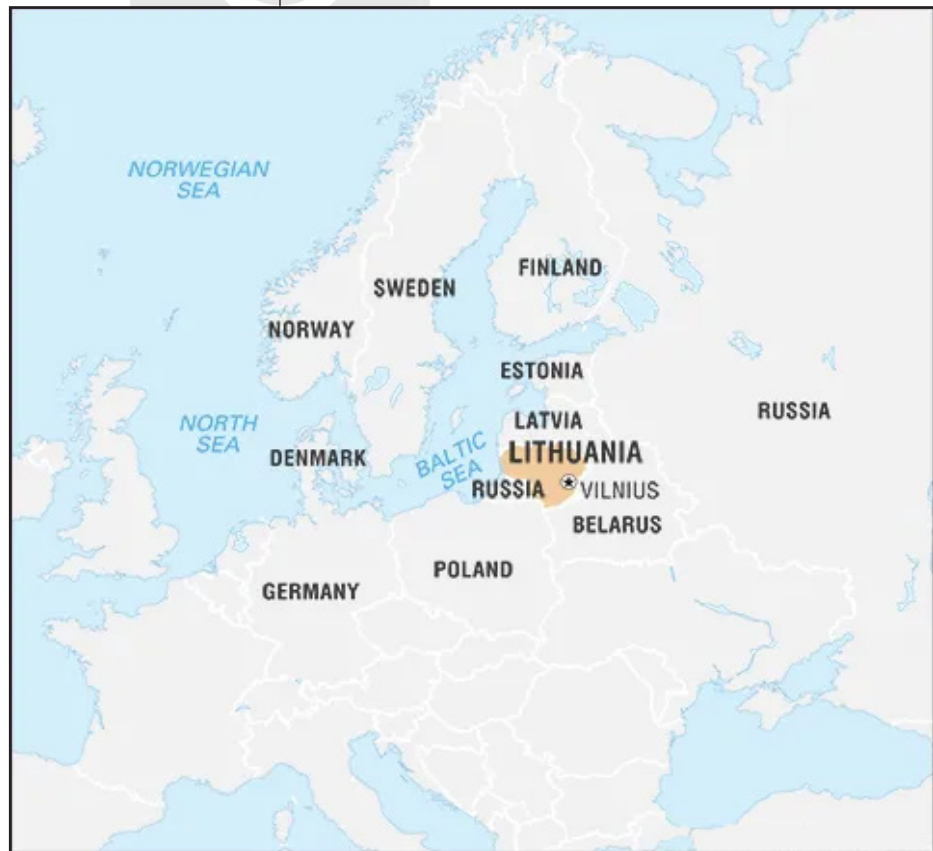 NORWEGIAN
SEA
FINLAND
SWEDEN
NORWAY
ESTONIA
RUSSIA
LATVIA
NORTH
SEA
LITHUANIA
DENMARK
BALTIC
SEA
RUSSIA
VILNIUS
BELARUS
POLAND
GERMANY